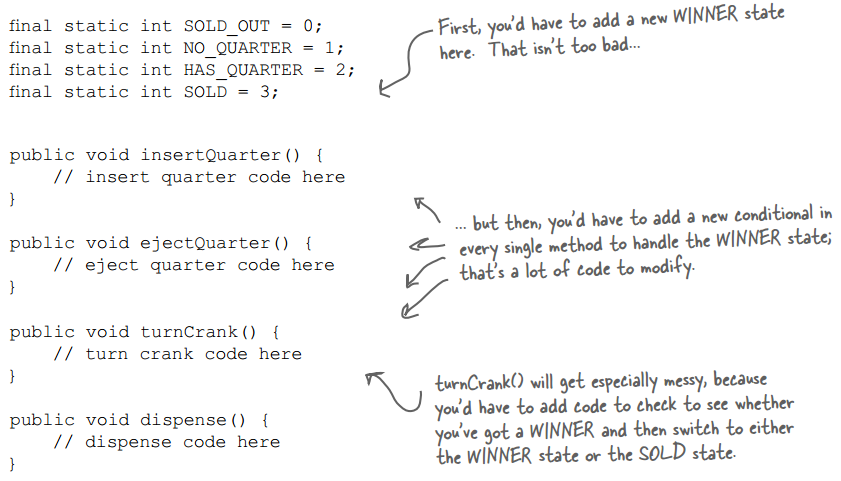 final static int SOLD_OUT = 0;
final static int NO_QUARTER = 1;
final static int HAS_QUARTER = 2;
final static int SOLD = 3;
First, you'd have to add a new WINNER state
here. That isn't too bad...
public void insertQuarter() {
    // insert quarter code here
}
public void ejectQuarter() {
    // eject quarter code here
}
public void turnCrank() {
    // turn crank code here
}
public void dispense() {
    // dispense code here
}
... but then, you'd have to add a new conditional in
every single method to handle the WINNER state;
that's a lot of code to modify.
turnCrank() will get especially messy, because
you'd have to add code to check to see whether
you've got a WINNER and then switch to either
the WINNER state or the SOLD state.